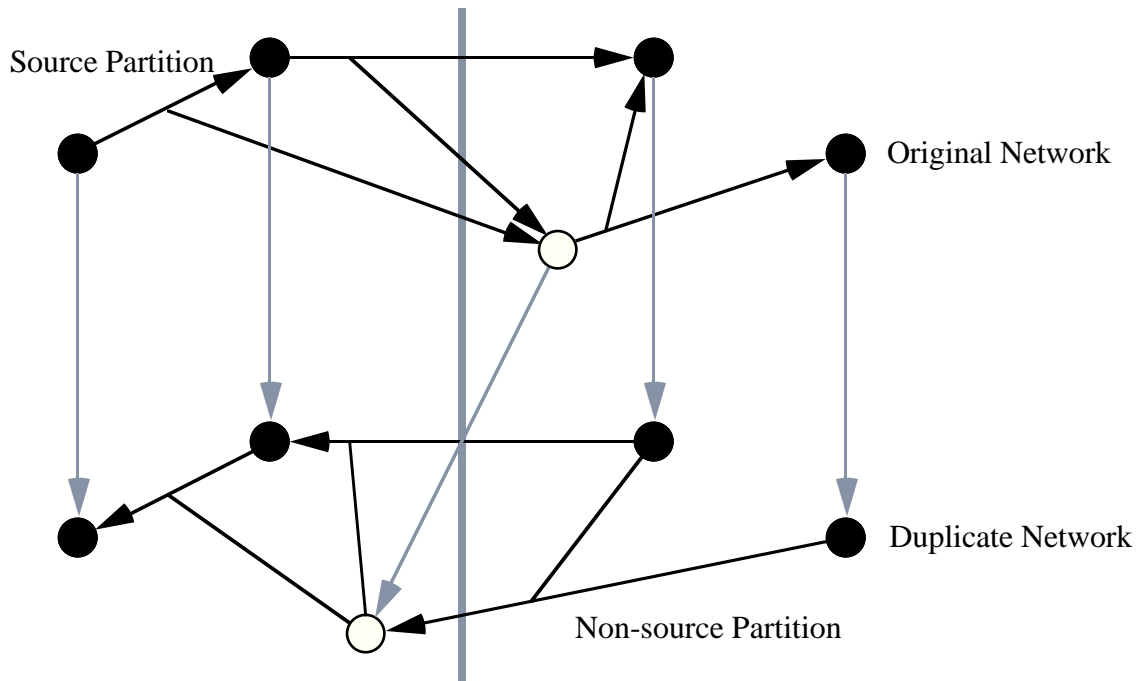 Source Partition
Original Network
Duplicate Network
Non-source Partition